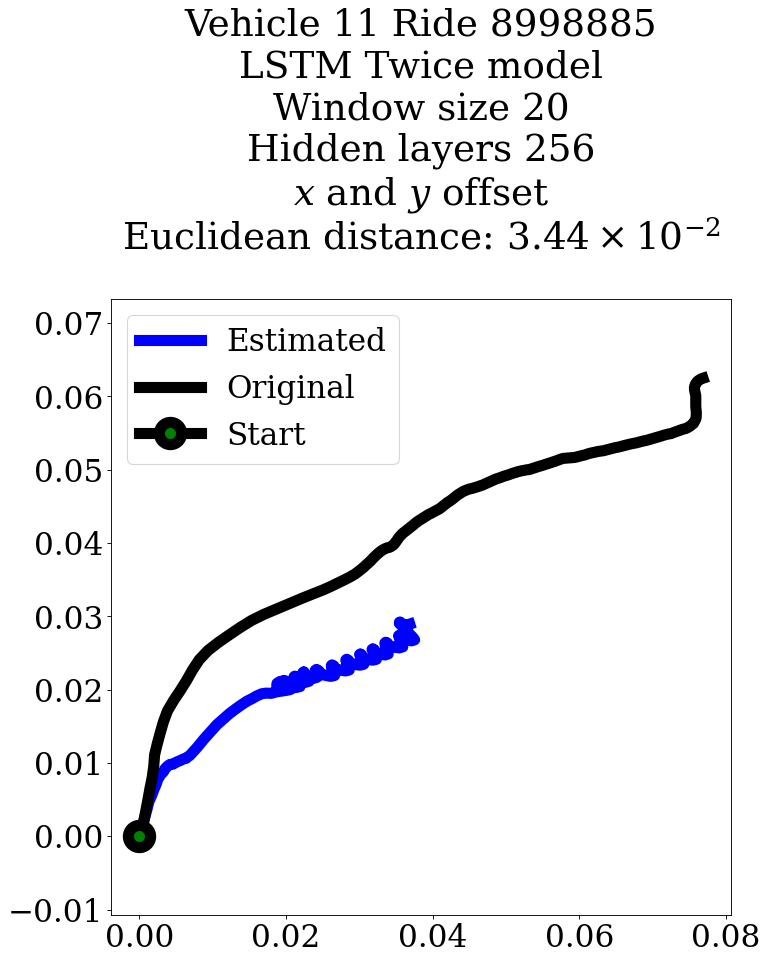 Vehicle 11 Ride 8998885
LSTM Twice model
Window size 20
Hidden layers 256
x and y offset
Euclidean distance: 3.44 × 10⁻²
Estimated
Original
Start
0.07
0.06
0.05
0.04
0.03
0.02
0.01
0.00
−0.01
0.00 0.02 0.04 0.06 0.08